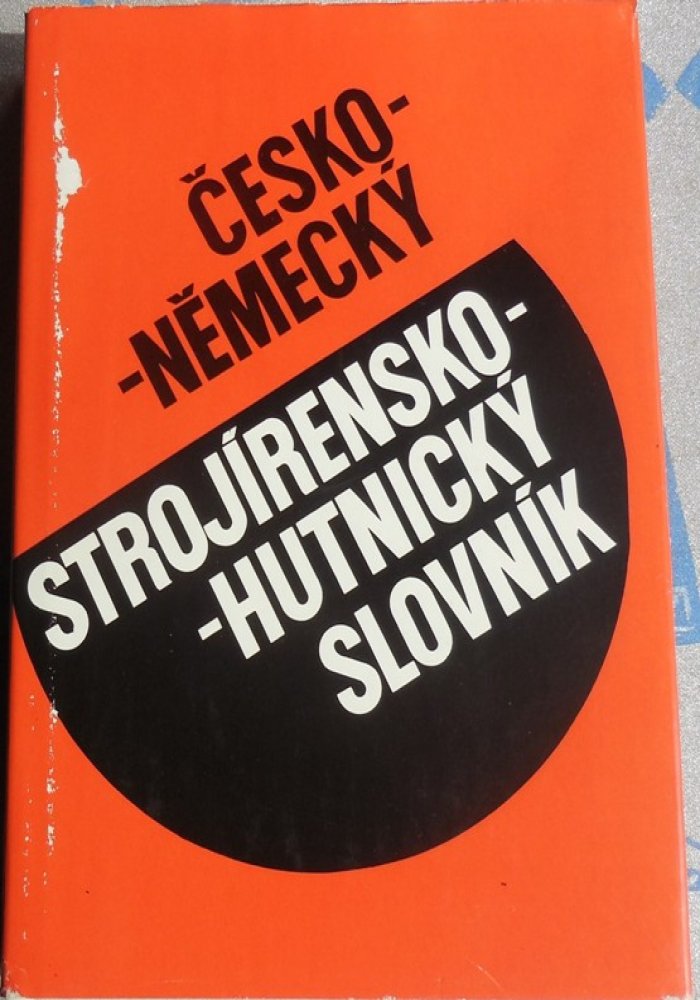 ČESKO-
-NĚMECKÝ
STROJÍRENSKO-
-HUTNICKÝ
SLOVNÍK